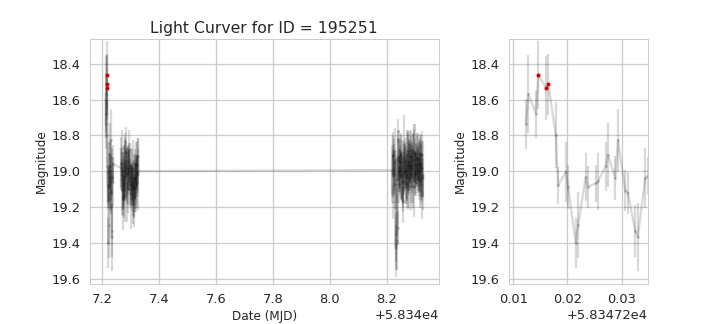 Light Curver for ID = 195251
Magnitude
18.4
18.6
18.8
19.0
19.2
19.4
19.6
7.2 7.4 7.6 7.8 8.0 8.2
Date (MJD)
+5.834e4
Magnitude
18.4
18.6
18.8
19.0
19.2
19.4
19.6
0.01 0.02 0.03
+5.83472e4